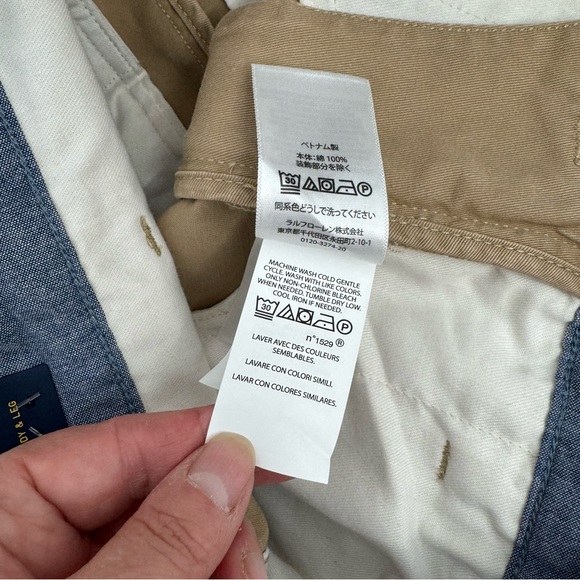 ベトナム製
本体:綿 100%
装飾部分を除く
30 P
同系色どうしで洗ってください
ラルフローレン株式会社
東京都千代田区永田町2-10-1
0120-3274-20
MACHINE WASH COLD GENTLE
CYCLE. WASH WITH LIKE COLORS.
ONLY NON-CHLORINE BLEACH
WHEN NEEDED. TUMBLE DRY LOW.
COOL IRON IF NEEDED.
30 P
n°1529 ®
LAVER AVEC DES COULEURS
SEMBLABLES.
LAVARE CON COLORI SIMILI.
LAVAR CON COLORES SIMILARES.
& LEG